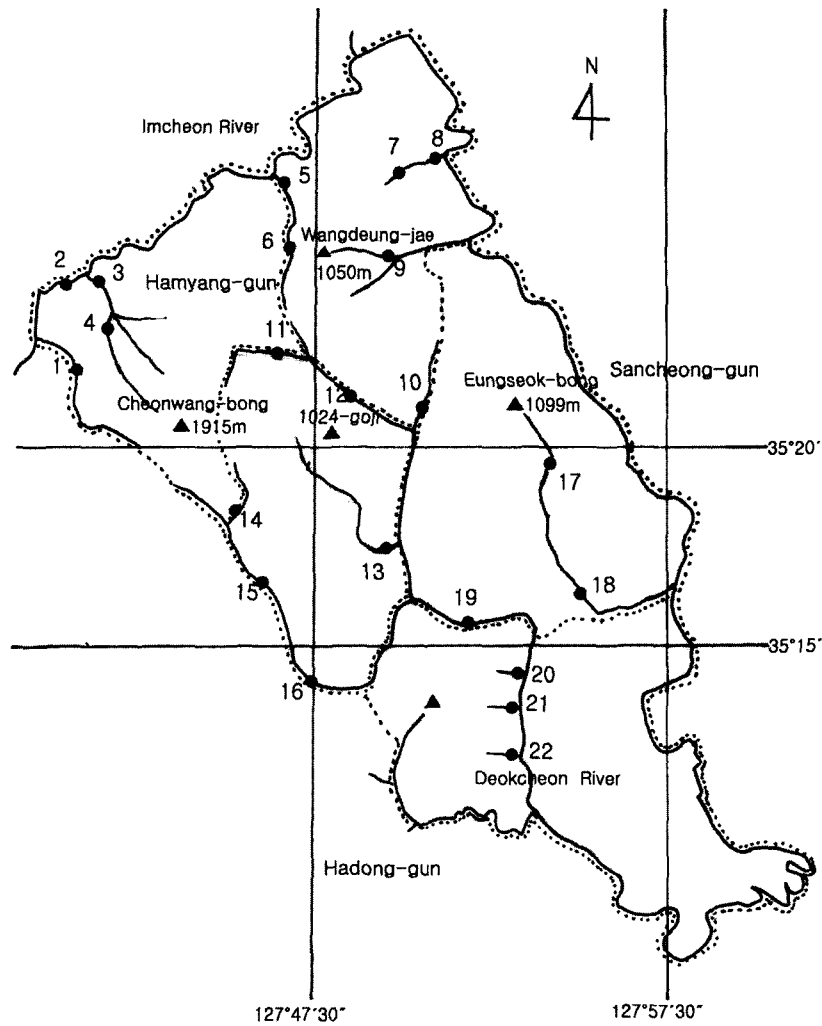 N
Imcheon River
7
8
5
6
Wangdeung-jae
2
3
1050m
9
Hamyang-gun
4
11
1
12
10
Eungseok-bong
Sancheong-gun
Cheonwang-bong
1024-goji
1099m
1915m
35°20´
17
14
13
15
18
19
35°15´
16
20
21
22
Deokcheon River
Hadong-gun
127°47´30˝
127°57´30˝